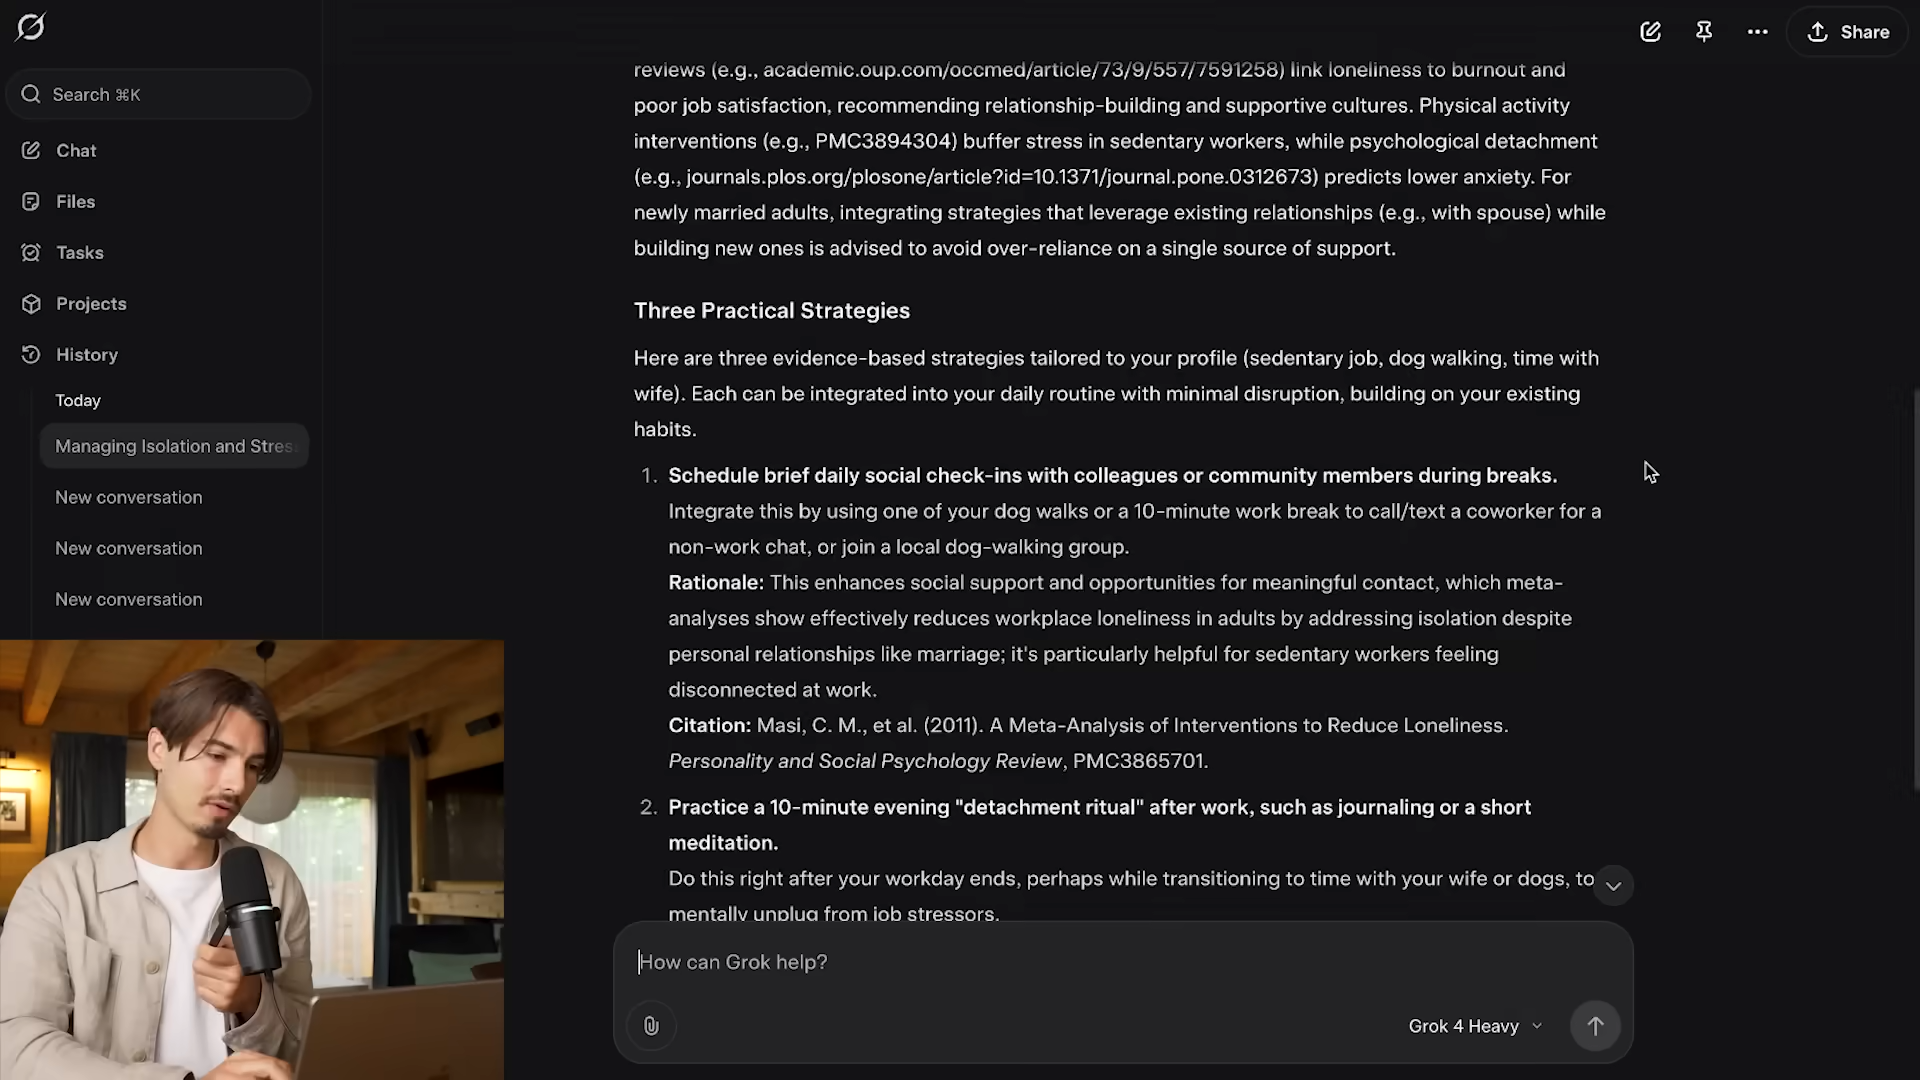 Search ⌘K
Chat
Files
Tasks
Projects
History
Today
Managing Isolation and Stres
New conversation
New conversation
New conversation
Share
reviews (e.g., academic.oup.com/occmed/article/73/9/557/7591258) link loneliness to burnout and
poor job satisfaction, recommending relationship-building and supportive cultures. Physical activity
interventions (e.g., PMC3894304) buffer stress in sedentary workers, while psychological detachment
(e.g., journals.plos.org/plosone/article?id=10.1371/journal.pone.0312673) predicts lower anxiety. For
newly married adults, integrating strategies that leverage existing relationships (e.g., with spouse) while
building new ones is advised to avoid over-reliance on a single source of support.
Three Practical Strategies
Here are three evidence-based strategies tailored to your profile (sedentary job, dog walking, time with
wife). Each can be integrated into your daily routine with minimal disruption, building on your existing
habits.
1. Schedule brief daily social check-ins with colleagues or community members during breaks.
Integrate this by using one of your dog walks or a 10-minute work break to call/text a coworker for a
non-work chat, or join a local dog-walking group.
Rationale: This enhances social support and opportunities for meaningful contact, which meta-
analyses show effectively reduces workplace loneliness in adults by addressing isolation despite
personal relationships like marriage; it's particularly helpful for sedentary workers feeling
disconnected at work.
Citation: Masi, C. M., et al. (2011). A Meta-Analysis of Interventions to Reduce Loneliness.
Personality and Social Psychology Review, PMC3865701.
2. Practice a 10-minute evening "detachment ritual" after work, such as journaling or a short
meditation.
Do this right after your workday ends, perhaps while transitioning to time with your wife or dogs, to
mentally unplug from job stressors.
How can Grok help?
Grok 4 Heavy